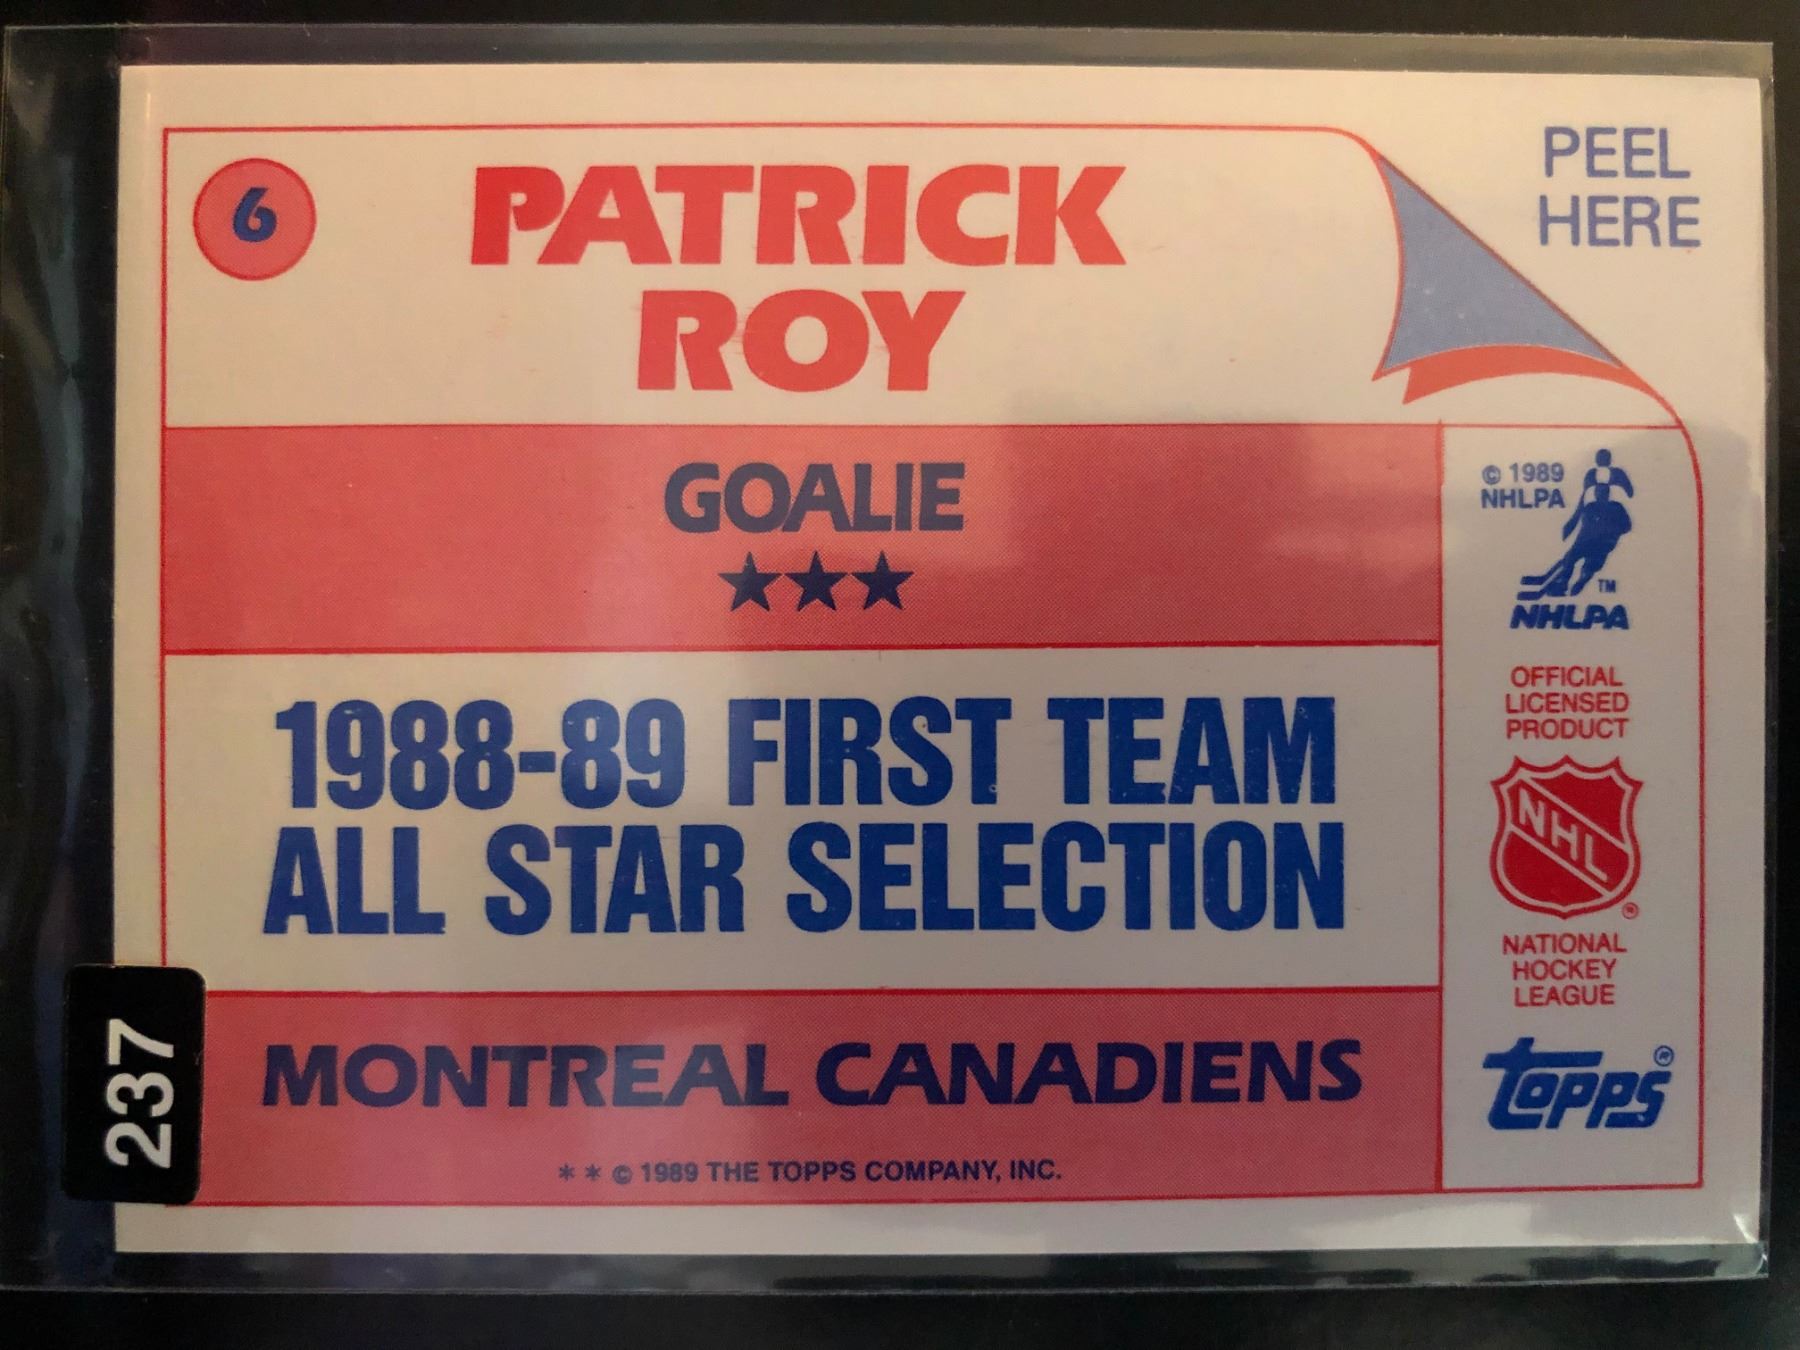 6
PATRICK
ROY
PEEL
HERE
GOALIE
★★★
1988-89 FIRST TEAM
ALL STAR SELECTION
MONTREAL CANADIENS
** © 1989 THE TOPPS COMPANY, INC.
© 1989
NHLPA
TM
NHLPA
OFFICIAL
LICENSED
PRODUCT
NHL
®
NATIONAL
HOCKEY
LEAGUE
Topps®
237